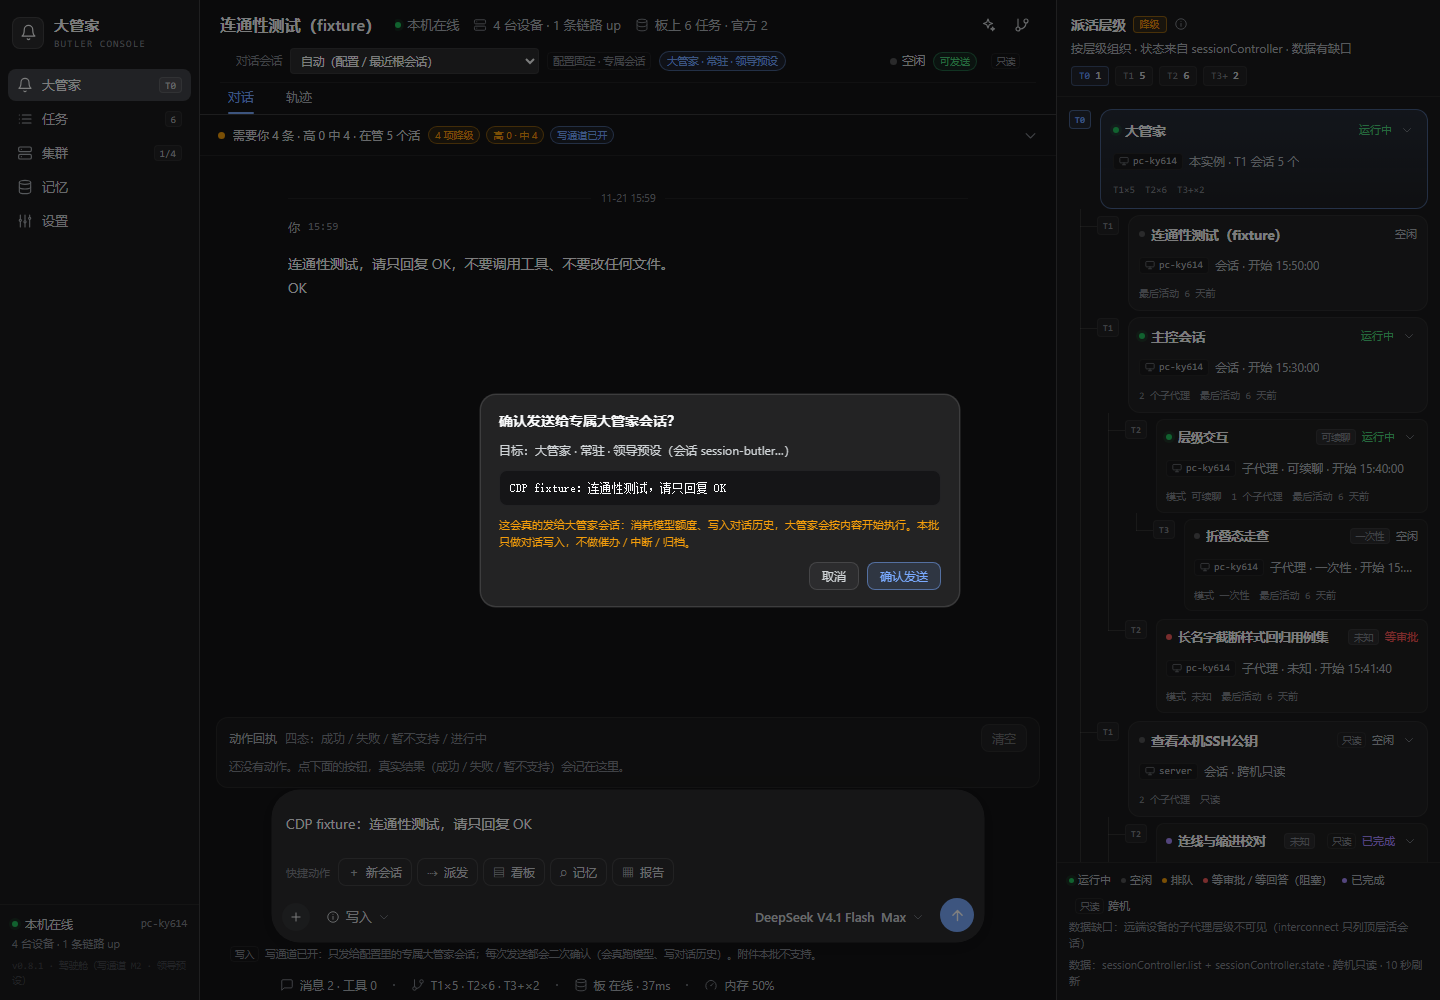 大管家
BUTLER CONSOLE
大管家 T0
任务 6
集群 1/4
记忆
设置
本机在线 pc-ky614
4 台设备 · 1 条链路 up
v0.8.1 · 驾驶舱（写通道 M2 · 领导预设）
连通性测试（fixture） 本机在线 4 台设备 · 1 条链路 up 板上 6 任务 · 官方 2
对话会话 自动（配置 / 最近根会话） 配置固定 · 专属会话 大管家 · 常驻 · 领导预设 空闲 可发送 只读
对话 轨迹
需要你 4 条 · 高 0 中 4 · 在管 5 个活 4 项降级 高 0 · 中 4 写通道已开
11-21 15:59
你 15:59
连通性测试，请只回复 OK，不要调用工具、不要改任何文件。
OK
确认发送给专属大管家会话？
目标：大管家 · 常驻 · 领导预设（会话 session-butler…）
CDP fixture：连通性测试，请只回复 OK
这会真的发给大管家会话：消耗模型额度、写入对话历史，大管家会按内容开始执行。本批
只做对话写入，不做催办 / 中断 / 归档。
取消 确认发送
动作回执 四态：成功 / 失败 / 暂不支持 / 进行中 清空
还没有动作。点下面的按钮，真实结果（成功 / 失败 / 暂不支持）会记在这里。
CDP fixture：连通性测试，请只回复 OK
快捷动作 + 新会话 → 派发 看板 记忆 报告
+ 写入 DeepSeek V4.1 Flash Max
写入 写通道已开：只发给配置里的专属大管家会话；每次发送都会二次确认（会真跑模型、写对话历史）。附件本批不支持。
消息 2 · 工具 0 · T1×5 · T2×6 · T3+×2 · 板 在线 · 37ms · 内存 50%
派活层级 降级
按层级组织 · 状态来自 sessionController · 数据有缺口
T0 1 T1 5 T2 6 T3+ 2
T0 大管家 运行中
pc-ky614 本实例 · T1 会话 5 个
T1×5 T2×6 T3+×2
T1 连通性测试（fixture） 空闲
pc-ky614 会话 · 开始 15:50:00
最后活动 6 天前
T1 主控会话 运行中
pc-ky614 会话 · 开始 15:30:00
2 个子代理 最后活动 6 天前
T2 层级交互 可续聊 运行中
pc-ky614 子代理 · 可续聊 · 开始 15:40:00
模式 可续聊 1 个子代理 最后活动 6 天前
T3 折叠态走查 一次性 空闲
pc-ky614 子代理 · 一次性 · 开始 15:...
模式 一次性 最后活动 6 天前
T2 长名字截断样式回归用例集 未知 等审批
pc-ky614 子代理 · 未知 · 开始 15:41:40
模式 未知 最后活动 6 天前
T1 查看本机SSH公钥 只读 空闲
server 会话 · 跨机只读
2 个子代理 只读
T2 连线与缩进校对 未知 只读 已完成
运行中 空闲 排队 等审批 / 等回答（阻塞） 已完成
只读 跨机
数据缺口：远端设备的子代理层级不可见（interconnect 只列顶层活会
话）
数据：sessionController.list + sessionController.state · 跨机只读 · 10 秒刷
新